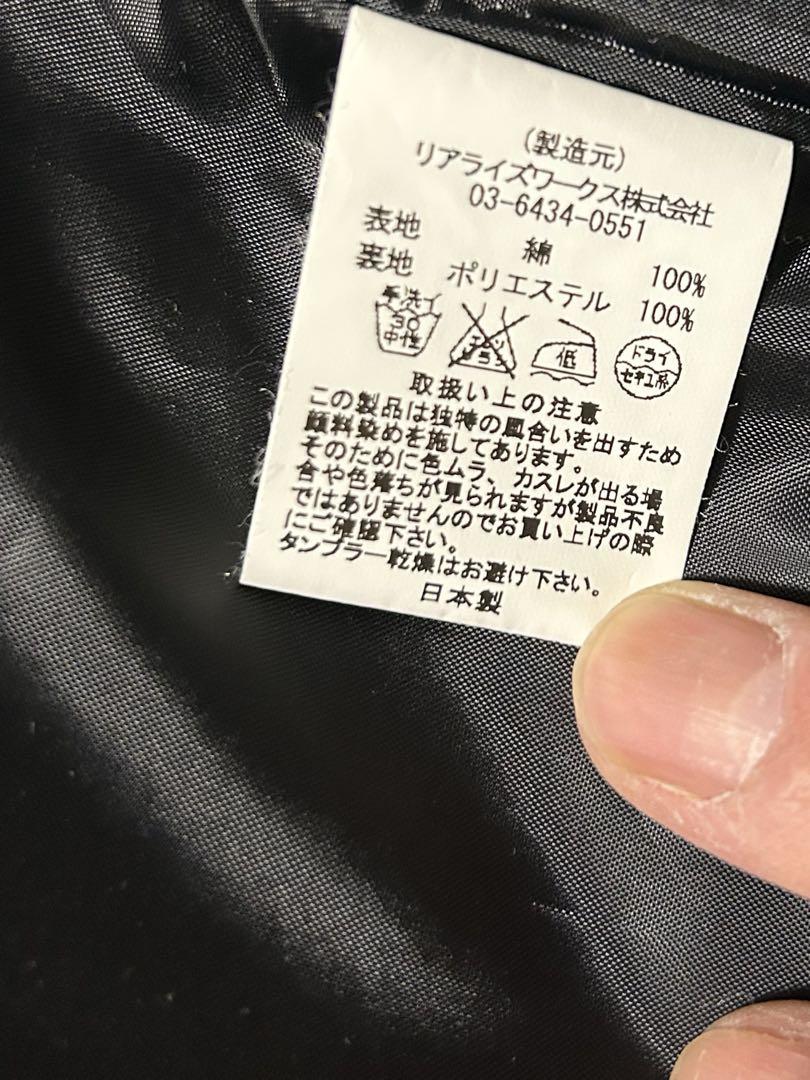 (製造元)
リアライズワークス株式会社
03-6434-0551
表地 綿 100%
裏地 ポリエステル 100%
手洗イ
30
中性
エンソ
サラシ
低
ドライ
セキユ系
取扱い上の注意
この製品は独特の風合いを出すため
顔料染めを施してあります。
そのために色ムラ、カスレが出る場
合や色落ちが見られますが製品不良
ではありませんのでお買い上げの際
にご確認下さい。
タンブラー乾燥はお避け下さい。
日本製